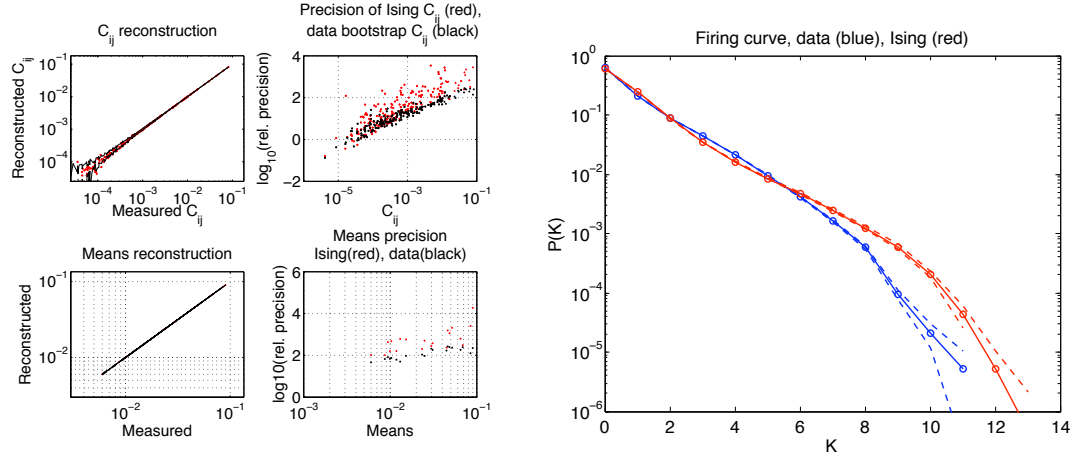 C_ij reconstruction
Reconstructed C_ij
10^-1
10^-2
10^-3
10^-4
10^-4
10^-3
10^-2
10^-1
Measured C_ij
Precision of Ising C_ij (red),
data bootstrap C_ij (black)
log_10(rel. precision)
4
2
0
−2
10^-5
10^-3
10^-1
C_ij
Means reconstruction
Reconstructed
10^-1
10^-2
10^-2
10^-1
Measured
Means precision
Ising(red), data(black)
log10(rel. precision)
6
4
2
0
10^-3
10^-2
10^-1
Means
Firing curve, data (blue), Ising (red)
P(K)
10^0
10^-1
10^-2
10^-3
10^-4
10^-5
10^-6
0
2
4
6
8
10
12
14
K